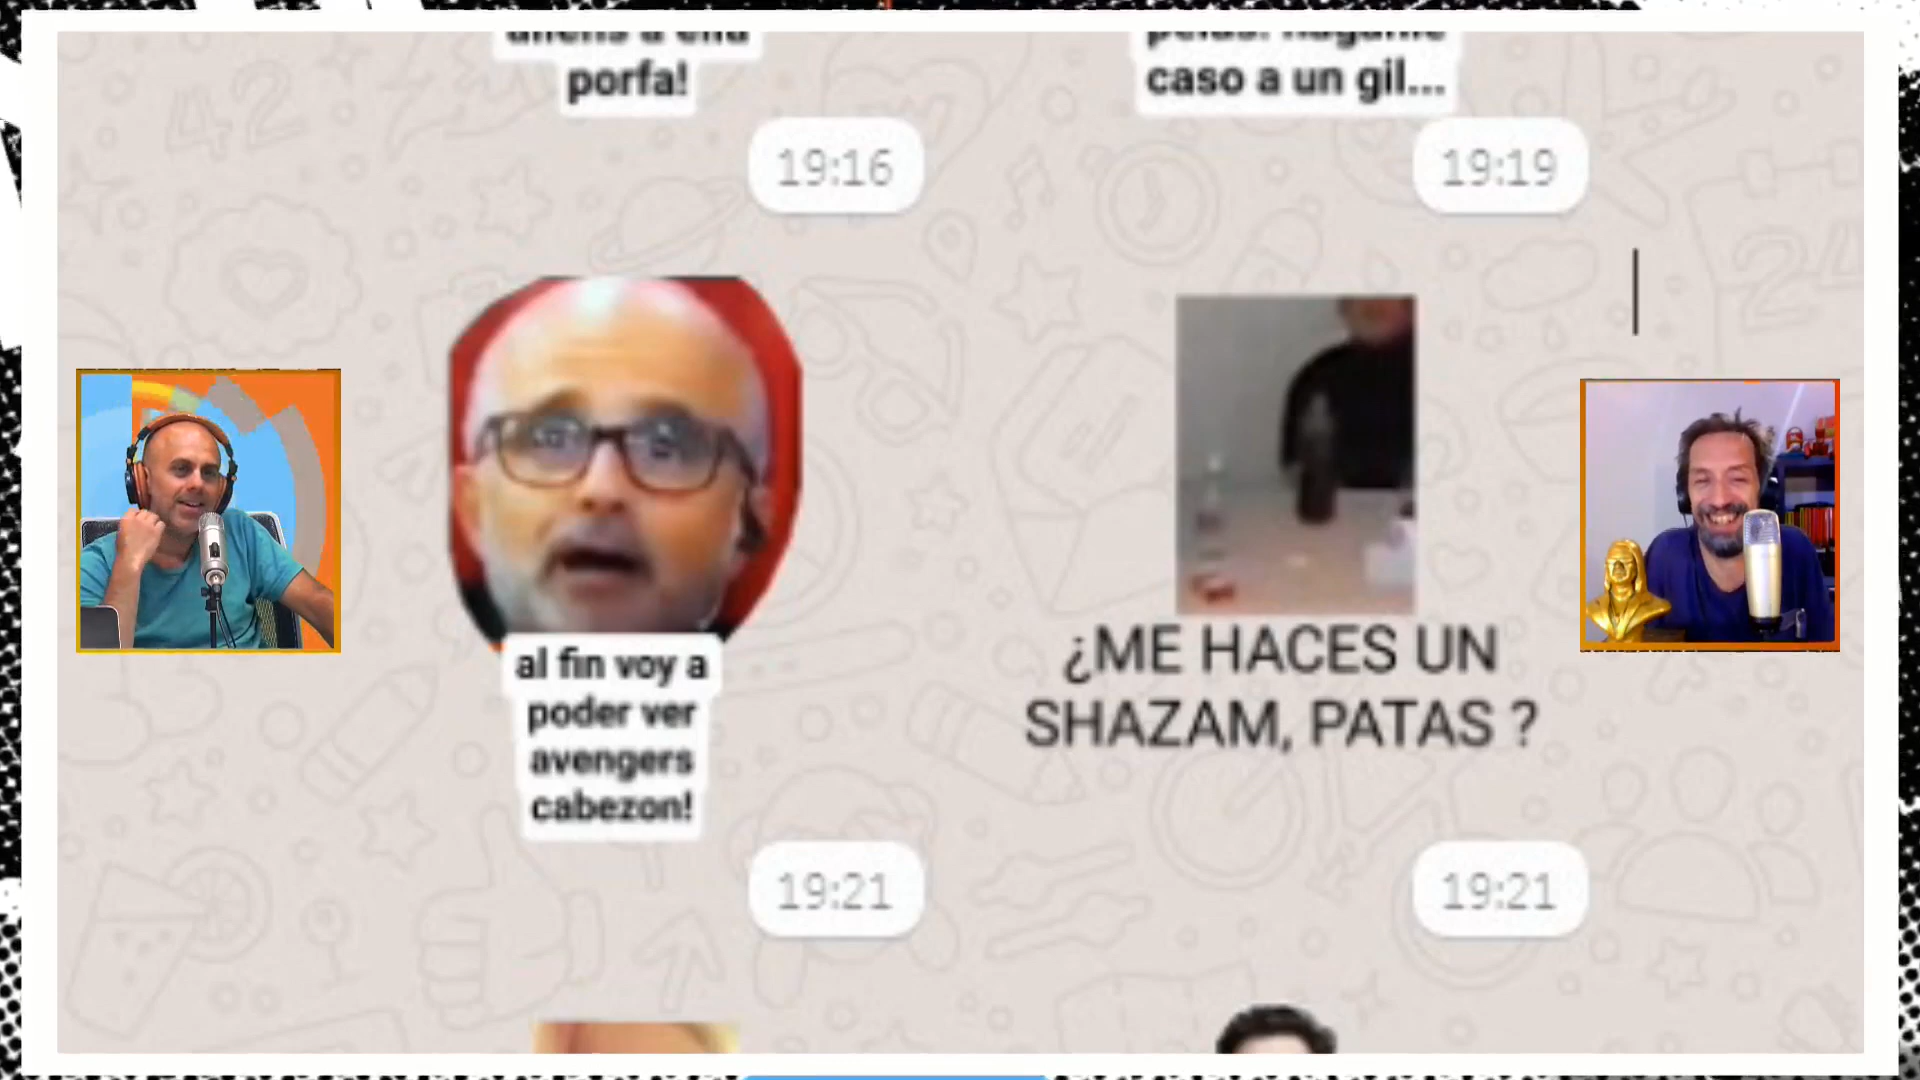 porfa!
caso a un gil...
19:16
19:19
al fin voy a
poder ver
avengers
cabezon!
¿ME HACES UN
SHAZAM, PATAS ?
19:21
19:21